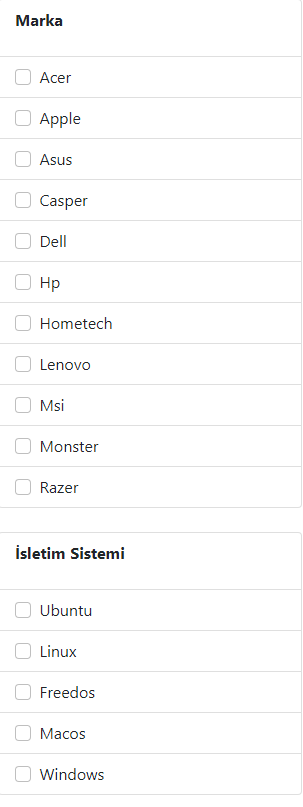 Marka
Acer
Apple
Asus
Casper
Dell
Hp
Hometech
Lenovo
Msi
Monster
Razer
İsletim Sistemi
Ubuntu
Linux
Freedos
Macos
Windows